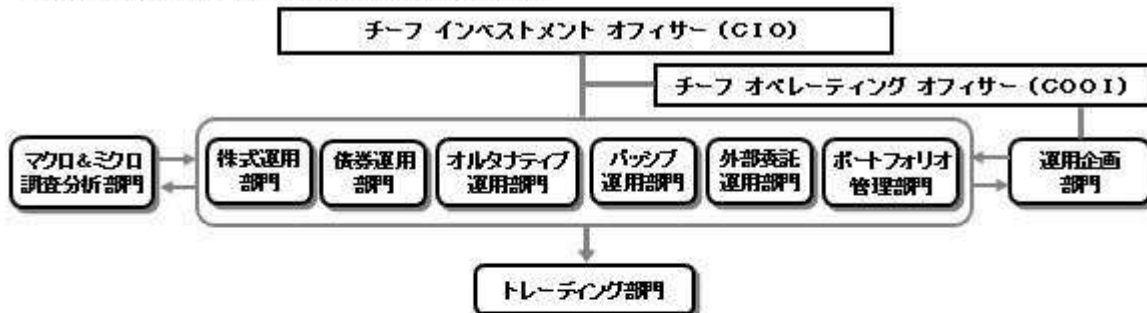 チーフ インベストメント オフィサー (CIO)
チーフ オペレーティング オフィサー (COOI)
マクロ&ミクロ
調査分析部門
株式運用
部門
債券運用
部門
オルタナティブ
運用部門
パッシブ
運用部門
外部委託
運用部門
ポートフォリオ
管理部門
運用企画
部門
トレーディング部門